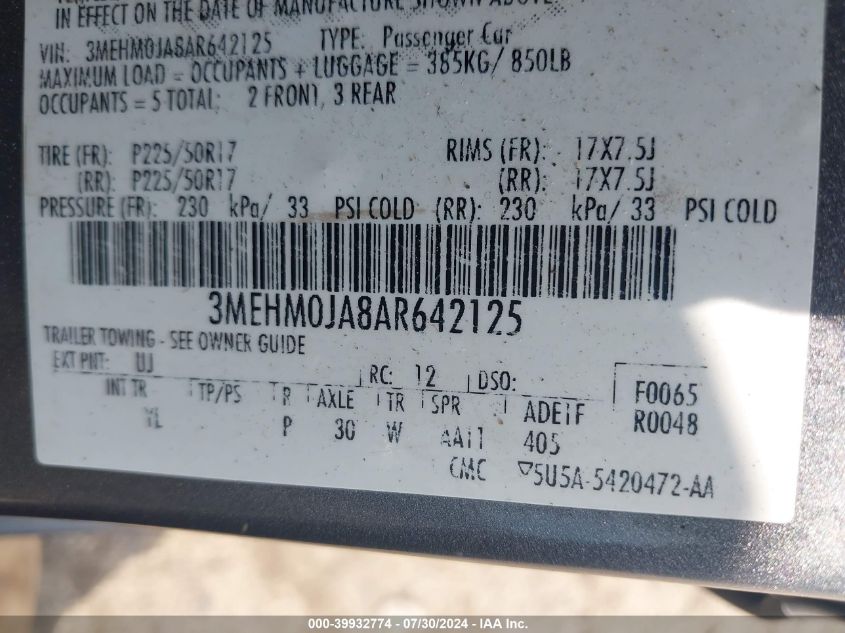 IN EFFECT ON THE DATE OF MANUFACTURE SHOWN ABOVE.
VIN: 3MEHM0JA8AR642125 TYPE: Passenger Car
MAXIMUM LOAD = OCCUPANTS + LUGGAGE = 385KG/ 850LB
OCCUPANTS = 5 TOTAL: 2 FRONT, 3 REAR
TIRE (FR): P225/50R17 RIMS (FR): 17X7.5J
(RR): P225/50R17 (RR): 17X7.5J
PRESSURE (FR): 230 kPa/ 33 PSI COLD (RR): 230 kPa/ 33 PSI COLD
3MEHM0JA8AR642125
TRAILER TOWING - SEE OWNER GUIDE
EXT PNT: UJ RC: 12 DSO:
INT TR TP/PS R AXLE TR SPR ADEIF F0065
YL P 30 W AA11 405 R0048
CMC ▽5U5A-5420472-AA
000-39932774 / 07/30/2024 - IAA Inc.